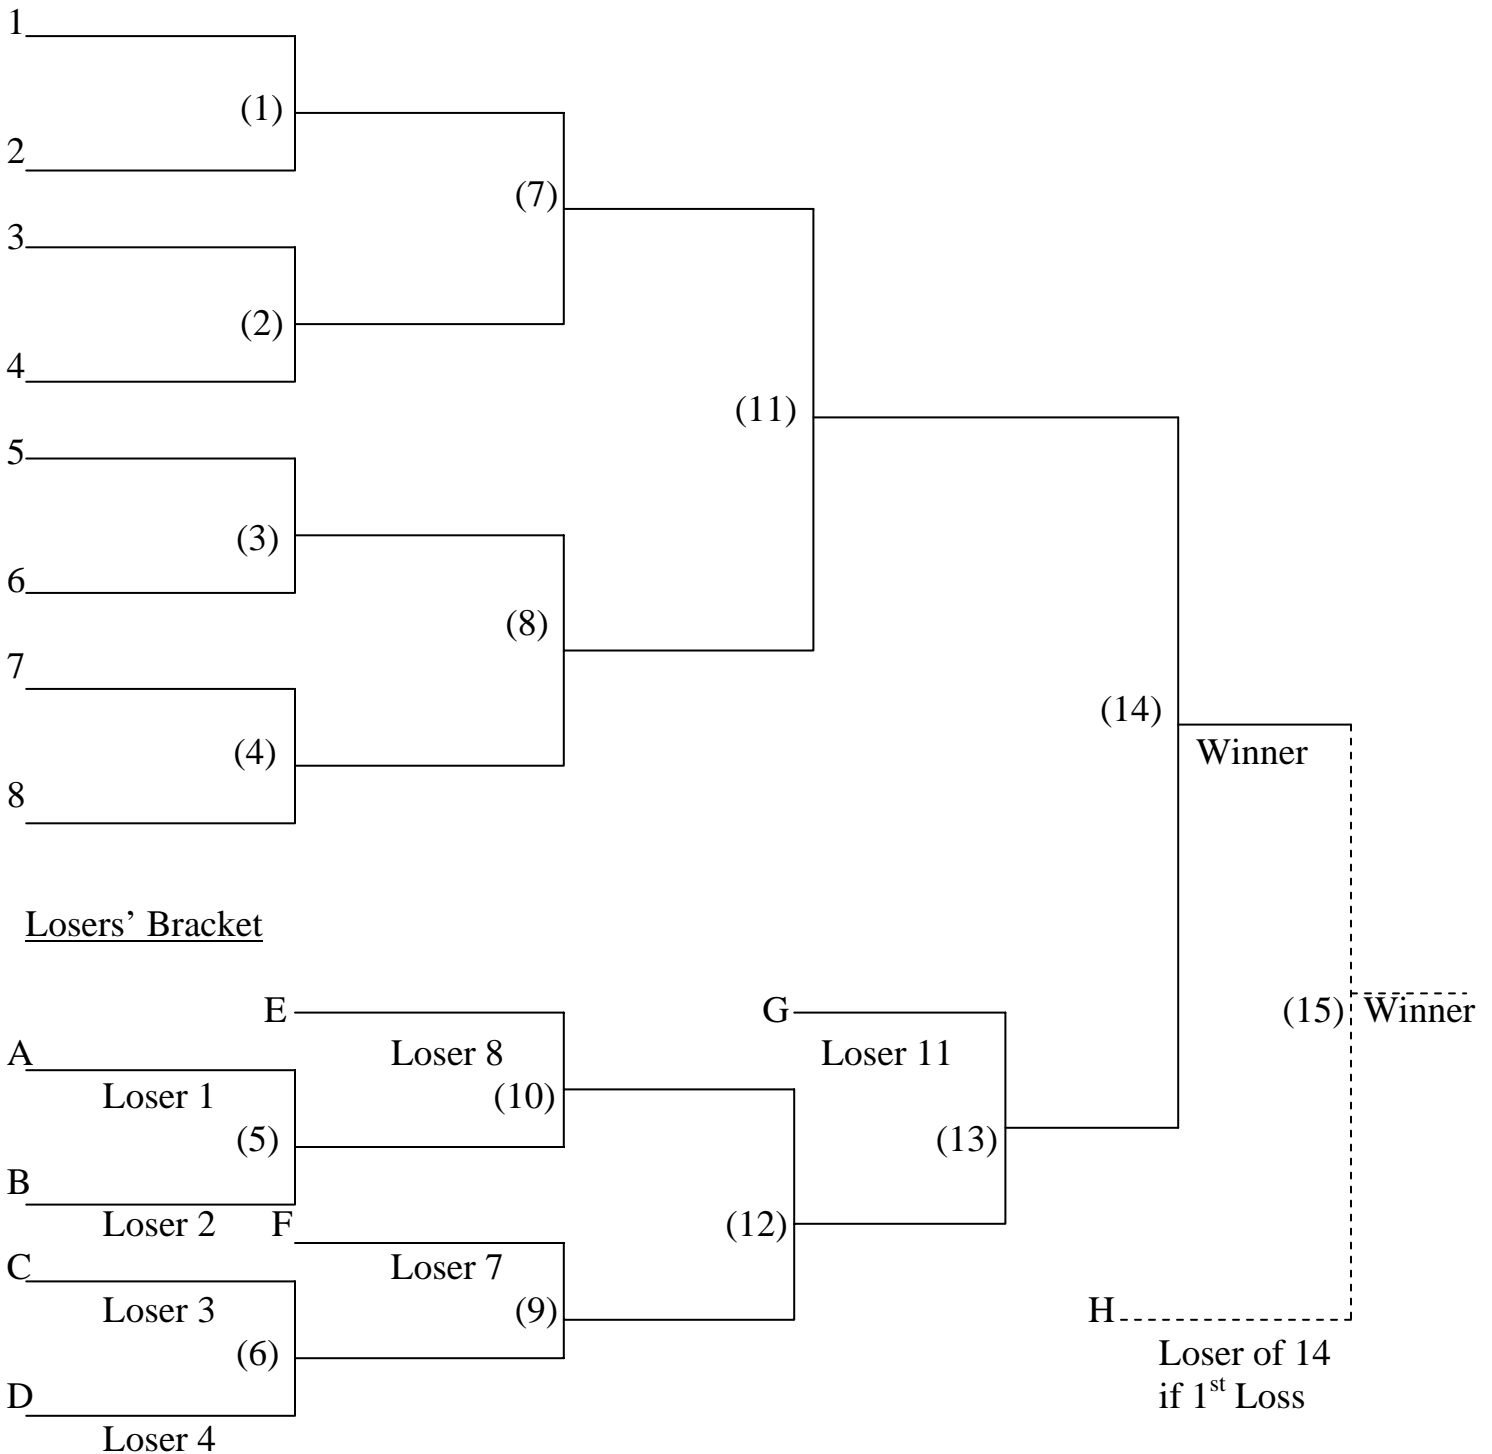 1
(1)
2
(7)
3
(2)
4
(11)
5
(3)
6
(8)
7
(14)
Winner
(4)
8
Losers’ Bracket
E
G
(15) Winner
A
Loser 8
Loser 11
Loser 1
(10)
(5)
(13)
B
Loser 2
F
(12)
C
Loser 7
Loser 3
(9)
H
(6)
Loser of 14
if 1st Loss
D
Loser 4